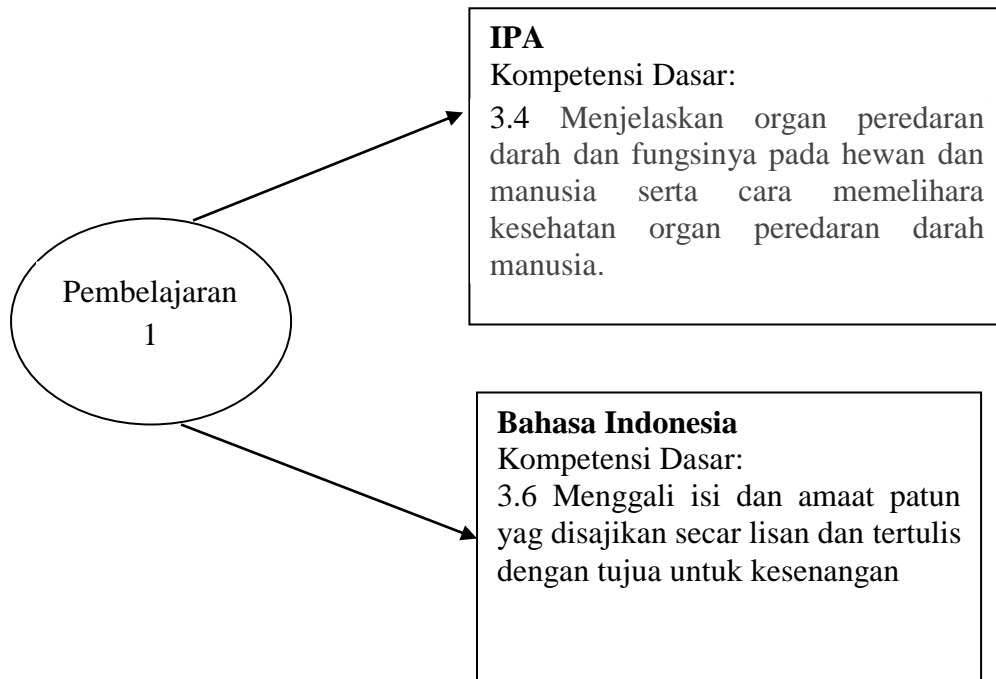 Pembelajaran
1
IPA
Kompetensi Dasar:
3.4 Menjelaskan organ peredaran
darah dan fungsinya pada hewan dan
manusia serta cara memelihara
kesehatan organ peredaran darah
manusia.
Bahasa Indonesia
Kompetensi Dasar:
3.6 Menggali isi dan amaat patun
yag disajikan secar lisan dan tertulis
dengan tujua untuk kesenangan